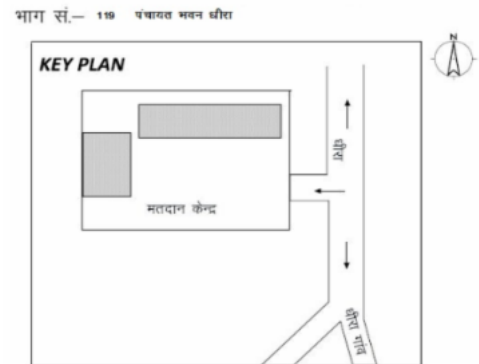 भाग सं.– 119 पंचायत भवन धीरा
N
KEY PLAN
धीरा
मतदान केन्द्र
धीरा गांव